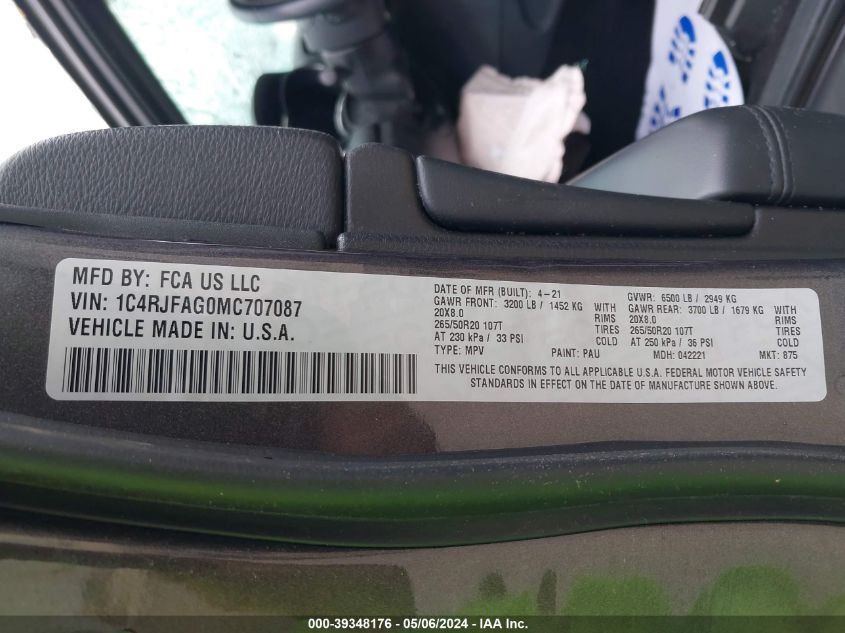 MFD BY: FCA US LLC
VIN: 1C4RJFAG0MC707087
VEHICLE MADE IN: U.S.A.
DATE OF MFR (BUILT): 4-21 GVWR: 6500 LB / 2949 KG
GAWR FRONT: 3200 LB / 1452 KG WITH GAWR REAR: 3700 LB / 1679 KG WITH
20X8.0 RIMS 20X8.0 RIMS
265/50R20 107T TIRES 265/50R20 107T TIRES
AT 230 kPa / 33 PSI COLD AT 250 kPa / 36 PSI COLD
TYPE: MPV PAINT: PAU MDH: 042221 MKT: 875
THIS VEHICLE CONFORMS TO ALL APPLICABLE U.S.A. FEDERAL MOTOR VEHICLE SAFETY
STANDARDS IN EFFECT ON THE DATE OF MANUFACTURE SHOWN ABOVE.
000-39348176 - 05/06/2024 - IAA Inc.